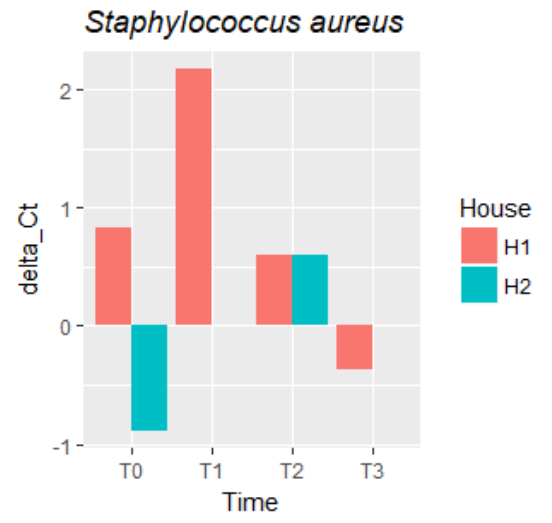 Staphylococcus aureus
delta_Ct
2
1
0
-1
T0 T1 T2 T3
Time
House
H1
H2